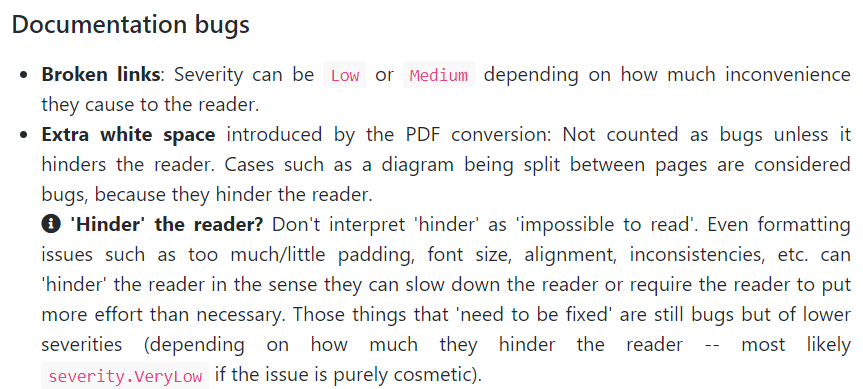 Documentation bugs
• Broken links: Severity can be Low or Medium depending on how much inconvenience
they cause to the reader.
• Extra white space introduced by the PDF conversion: Not counted as bugs unless it
hinders the reader. Cases such as a diagram being split between pages are considered
bugs, because they hinder the reader.
'Hinder' the reader? Don't interpret 'hinder' as 'impossible to read'. Even formatting
issues such as too much/little padding, font size, alignment, inconsistencies, etc. can
'hinder' the reader in the sense they can slow down the reader or require the reader to put
more effort than necessary. Those things that 'need to be fixed' are still bugs but of lower
severities (depending on how much they hinder the reader -- most likely
severity.VeryLow if the issue is purely cosmetic).